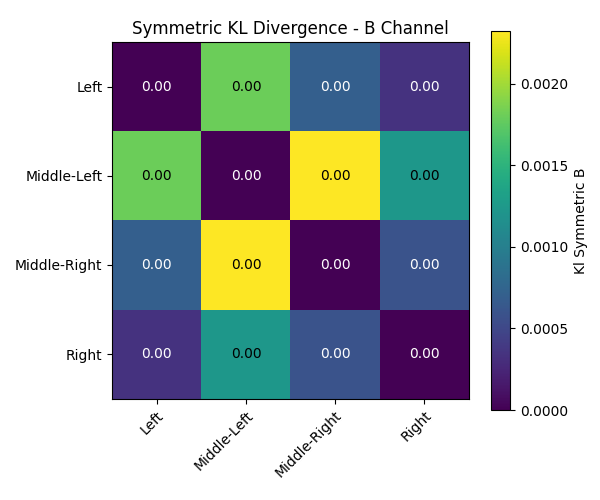 Symmetric KL Divergence - B Channel
Left 0.00 0.00 0.00 0.00
Middle-Left 0.00 0.00 0.00 0.00
Middle-Right 0.00 0.00 0.00 0.00
Right 0.00 0.00 0.00 0.00
Left Middle-Left Middle-Right Right
0.0020
0.0015
0.0010
0.0005
0.0000
Kl Symmetric B